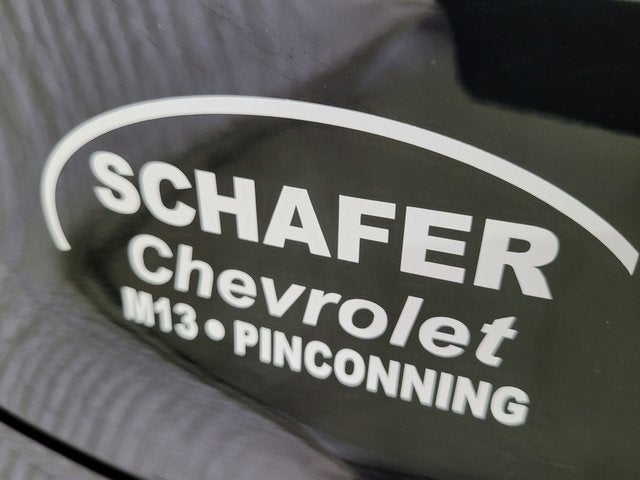 SCHAFER
Chevrolet
M13 • PINCONNING